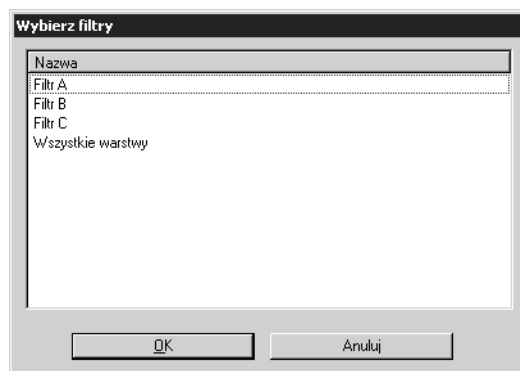 Wybierz filtry
Nazwa
Filtr A
Filtr B
Filtr C
Wszystkie warstwy
OK
Anuluj